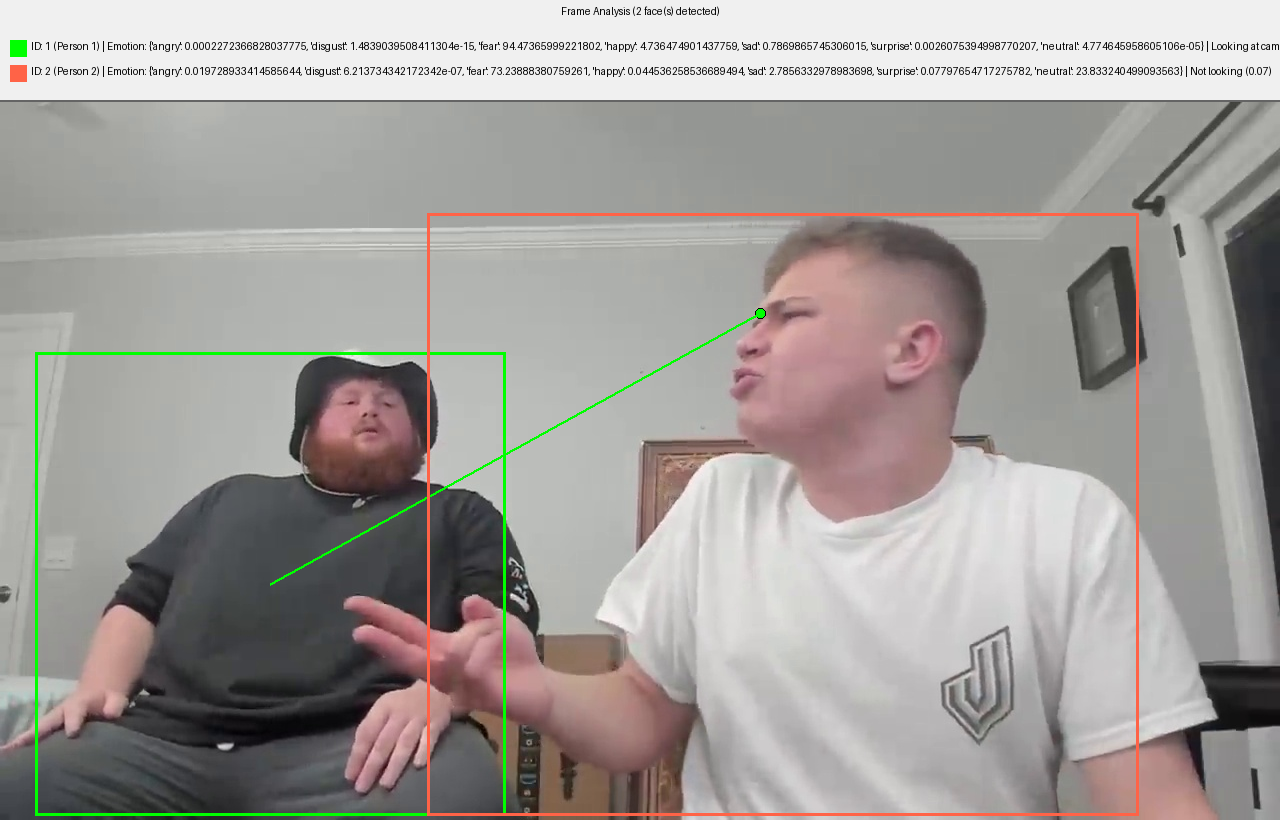 Frame Analysis (2 face(s) detected)
ID: 1 (Person 1) | Emotion: {'angry': 0.0002272366828037775, 'disgust': 1.4839039508411304e-15, 'fear': 94.47365999221802, 'happy': 4.736474901437759, 'sad': 0.7869865745306015, 'surprise': 0.0026075394998770207, 'neutral': 4.774645958605106e-05} | Looking at cam
ID: 2 (Person 2) | Emotion: {'angry': 0.019728933414585644, 'disgust': 6.213734342172342e-07, 'fear': 73.23888380759261, 'happy': 0.044536258536689494, 'sad': 2.7856332978983698, 'surprise': 0.07797654717275782, 'neutral': 23.833240499093563} | Not looking (0.07)